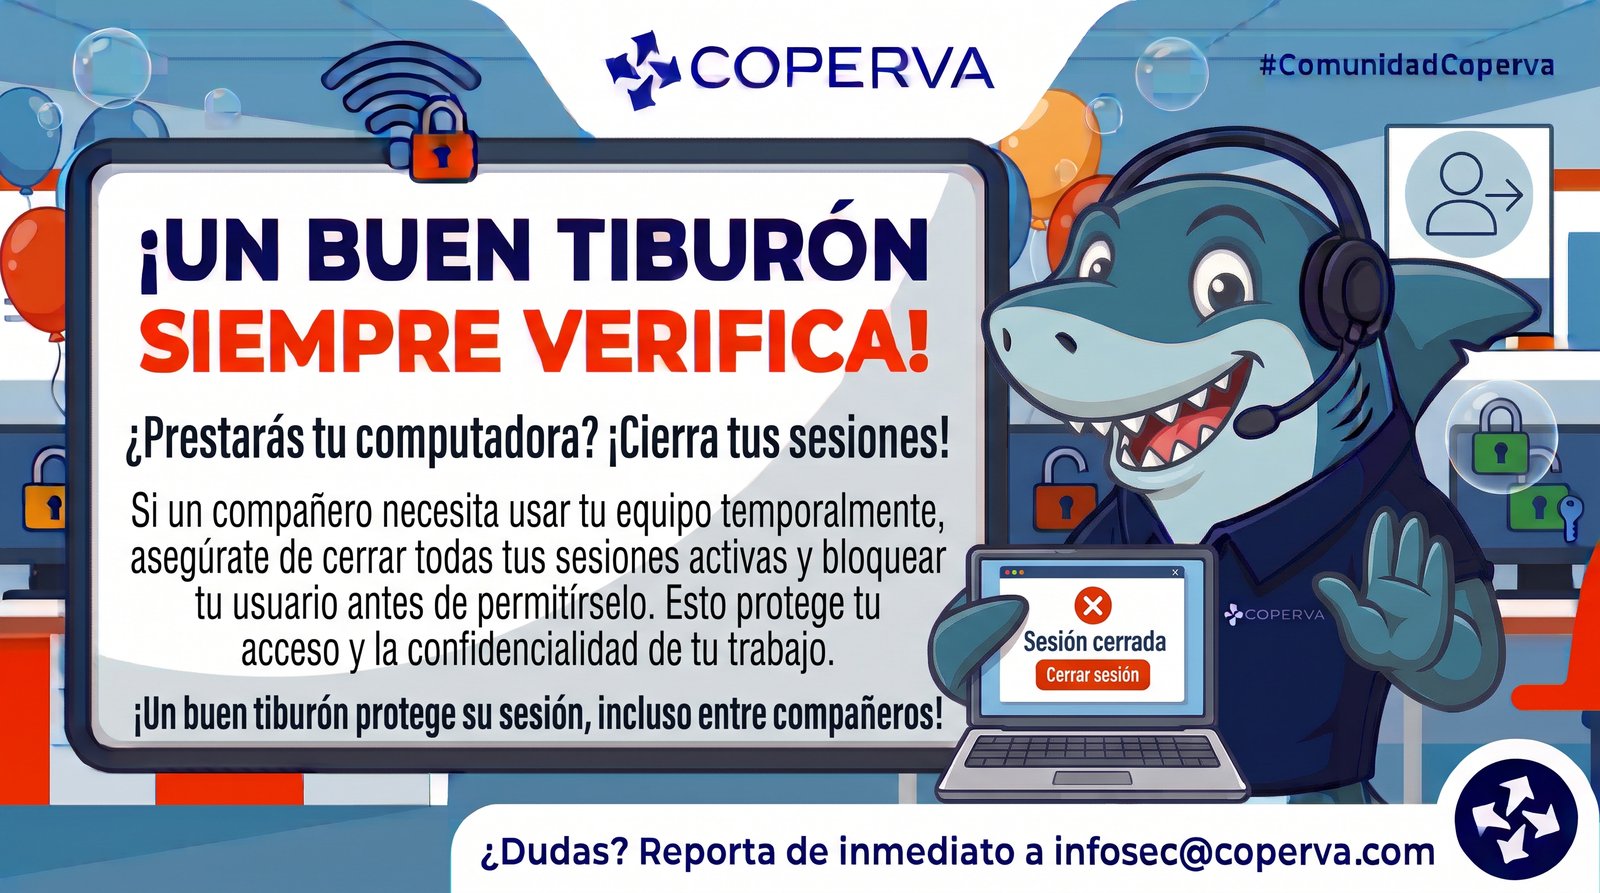 COPERVA
#ComunidadCoperva
¡UN BUEN TIBURÓN
SIEMPRE VERIFICA!
¿Prestarás tu computadora? ¡Cierra tus sesiones!
Si un compañero necesita usar tu equipo temporalmente,
asegúrate de cerrar todas tus sesiones activas y bloquear
tu usuario antes de permitírselo. Esto protege tu
acceso y la confidencialidad de tu trabajo.
¡Un buen tiburón protege su sesión, incluso entre compañeros!
Sesión cerrada
Cerrar sesión
COPERVA
¿Dudas? Reporta de inmediato a infosec@coperva.com